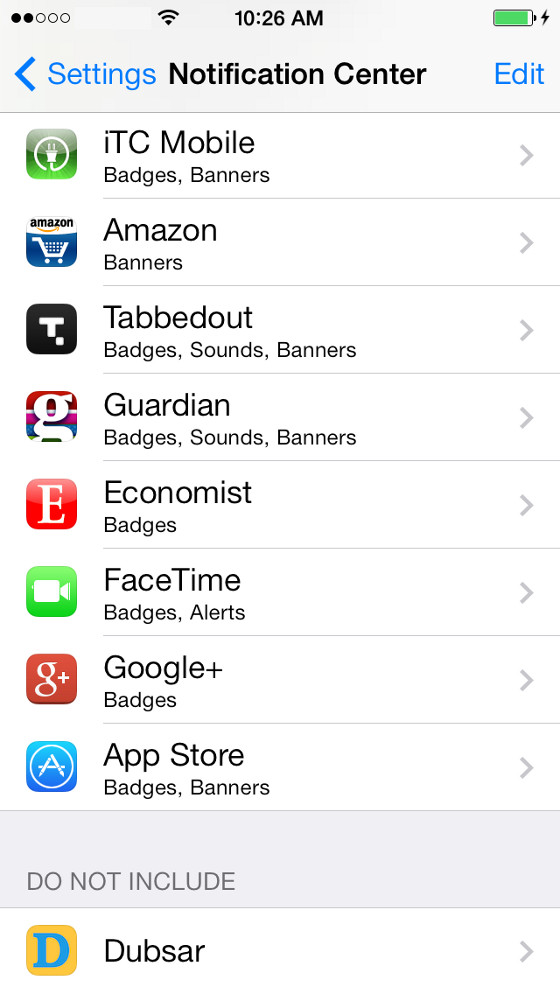 10:26 AM
Settings Notification Center Edit
iTC Mobile
Badges, Banners
amazon
Amazon
Banners
T.
Tabbedout
Badges, Sounds, Banners
g
Guardian
Badges, Sounds, Banners
E
Economist
Badges
FaceTime
Badges, Alerts
g+
Google+
Badges
App Store
Badges, Banners
DO NOT INCLUDE
D
Dubsar